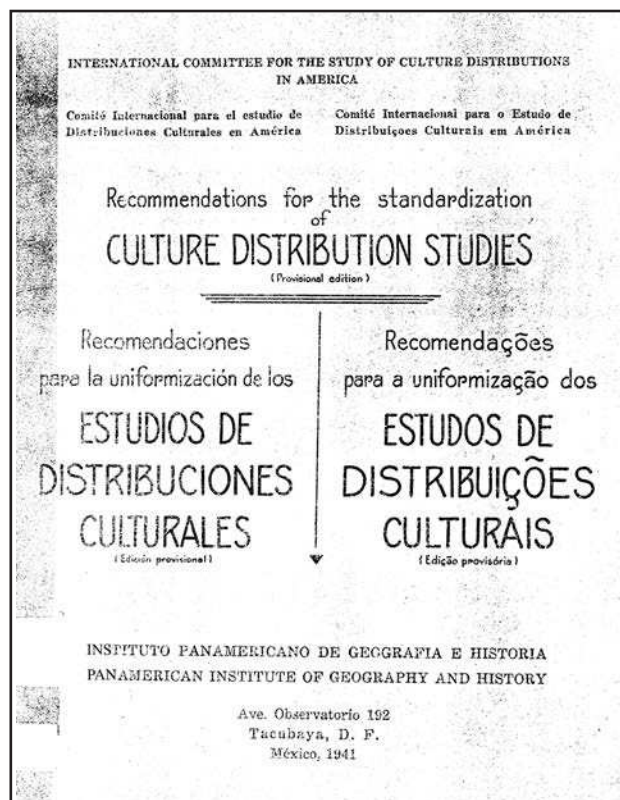 INTERNATIONAL COMMITTEE FOR THE STUDY OF CULTURE DISTRIBUTIONS
IN AMERICA
Comité Internacional para el estudio de
Distribuciones Culturales en América
Comité Internacional para o Estudo de
Distribuiçoes Culturais em América
Recommendations for the standardization
of
CULTURE DISTRIBUTION STUDIES
(Provisional edition)
Recomendaciones
para la uniformización de los
ESTUDIOS DE
DISTRIBUCIONES
CULTURALES
(Edición provisional)
Recomendações
para a uniformização dos
ESTUDOS DE
DISTRIBUIÇÕES
CULTURAIS
(Edição provisória)
INSTITUTO PANAMERICANO DE GEOGRAFIA E HISTORIA
PANAMERICAN INSTITUTE OF GEOGRAPHY AND HISTORY
Ave. Observatorio 192
Tacubaya, D. F.
México, 1941